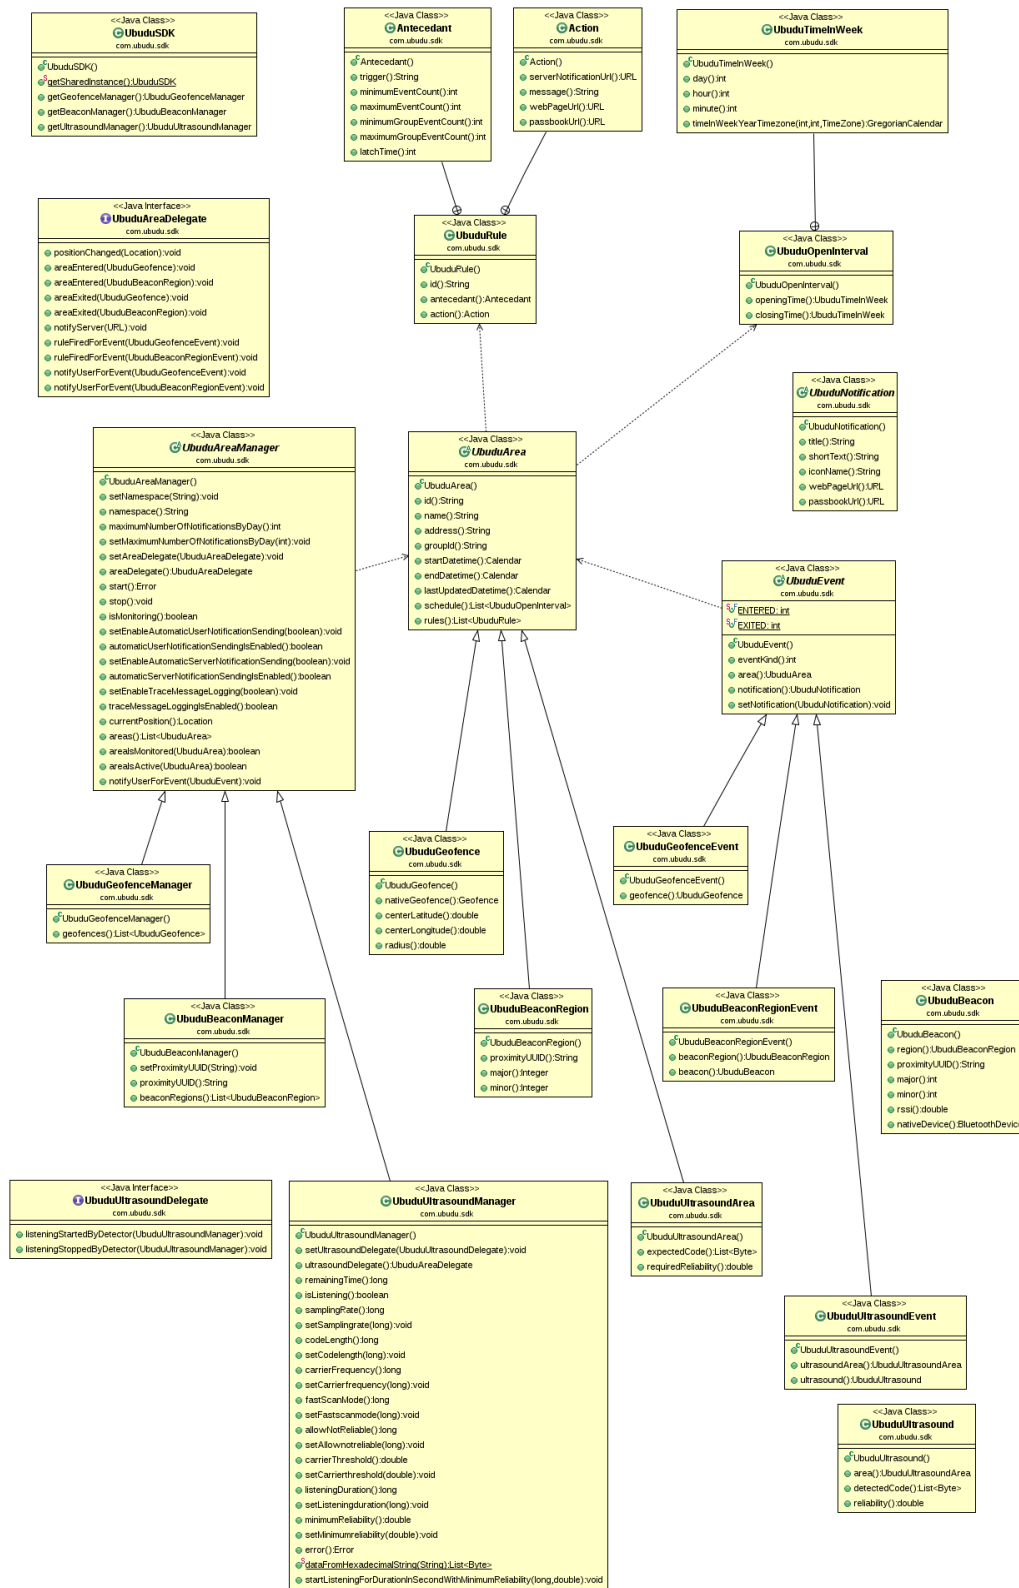 <<Java Class>>
UbuduSDK
com.ubudu.sdk
UbuduSDK()
getSharedInstance():UbuduSDK
getGeofenceManager():UbuduGeofenceManager
getBeaconManager():UbuduBeaconManager
getUltrasoundManager():UbuduUltrasoundManager
<<Java Class>>
Antecedant
com.ubudu.sdk
Antecedant()
trigger():String
minimumEventCount():int
maximumEventCount():int
minimumGroupEventCount():int
maximumGroupEventCount():int
latchTime():int
<<Java Class>>
Action
com.ubudu.sdk
Action()
serverNotificationUrl():URL
message():String
webPageUrl():URL
passbookUrl():URL
<<Java Class>>
UbuduTimeInWeek
com.ubudu.sdk
UbuduTimeInWeek()
day():int
hour():int
minute():int
timeInWeekYearTimezone(int,int,TimeZone):GregorianCalendar
<<Java Interface>>
UbuduAreaDelegate
com.ubudu.sdk
positionChanged(Location):void
areaEntered(UbuduGeofence):void
areaEntered(UbuduBeaconRegion):void
areaExited(UbuduGeofence):void
areaExited(UbuduBeaconRegion):void
notifyServer(URL):void
ruleFiredForEvent(UbuduGeofenceEvent):void
ruleFiredForEvent(UbuduBeaconRegionEvent):void
notifyUserForEvent(UbuduGeofenceEvent):void
notifyUserForEvent(UbuduBeaconRegionEvent):void
<<Java Class>>
UbuduRule
com.ubudu.sdk
UbuduRule()
id():String
antecedant():Antecedant
action():Action
<<Java Class>>
UbuduOpenInterval
com.ubudu.sdk
UbuduOpenInterval()
openingTime():UbuduTimeInWeek
closingTime():UbuduTimeInWeek
<<Java Class>>
UbuduNotification
com.ubudu.sdk
UbuduNotification()
title():String
shortText():String
iconName():String
webPageUrl():URL
passbookUrl():URL
<<Java Class>>
UbuduAreaManager
com.ubudu.sdk
UbuduAreaManager()
setNamespace(String):void
namespace():String
maximumNumberOfNotificationsByDay():int
setMaximumNumberOfNotificationsByDay(int):void
setAreaDelegate(UbuduAreaDelegate):void
areaDelegate():UbuduAreaDelegate
start():Error
stop():void
isMonitoring():boolean
setEnableAutomaticUserNotificationSending(boolean):void
automaticUserNotificationSendingIsEnabled():boolean
setEnableAutomaticServerNotificationSending(boolean):void
automaticServerNotificationSendingIsEnabled():boolean
setEnableTraceMessageLogging(boolean):void
traceMessageLoggingIsEnabled():boolean
currentPosition():Location
areas():List<UbuduArea>
areaIsMonitored(UbuduArea):boolean
areaIsActive(UbuduArea):boolean
notifyUserForEvent(UbuduEvent):void
<<Java Class>>
UbuduArea
com.ubudu.sdk
UbuduArea()
id():String
name():String
address():String
groupId():String
startDatetime():Calendar
endDatetime():Calendar
lastUpdatedDatetime():Calendar
schedule():List<UbuduOpenInterval>
rules():List<UbuduRule>
<<Java Class>>
UbuduEvent
com.ubudu.sdk
ENTERED: int
EXITED: int
UbuduEvent()
eventKind():int
area():UbuduArea
notification():UbuduNotification
setNotification(UbuduNotification):void
<<Java Class>>
UbuduGeofenceManager
com.ubudu.sdk
UbuduGeofenceManager()
geofences():List<UbuduGeofence>
<<Java Class>>
UbuduGeofence
com.ubudu.sdk
UbuduGeofence()
nativeGeofence():Geofence
centerLatitude():double
centerLongitude():double
radius():double
<<Java Class>>
UbuduGeofenceEvent
com.ubudu.sdk
UbuduGeofenceEvent()
geofence():UbuduGeofence
<<Java Class>>
UbuduBeaconManager
com.ubudu.sdk
UbuduBeaconManager()
setProximityUUID(String):void
proximityUUID():String
beaconRegions():List<UbuduBeaconRegion>
<<Java Class>>
UbuduBeaconRegion
com.ubudu.sdk
UbuduBeaconRegion()
proximityUUID():String
major():Integer
minor():Integer
<<Java Class>>
UbuduBeaconRegionEvent
com.ubudu.sdk
UbuduBeaconRegionEvent()
beaconRegion():UbuduBeaconRegion
beacon():UbuduBeacon
<<Java Class>>
UbuduBeacon
com.ubudu.sdk
UbuduBeacon()
region():UbuduBeaconRegion
proximityUUID():String
major():int
minor():int
rssi():double
nativeDevice():BluetoothDevice
<<Java Interface>>
UbuduUltrasoundDelegate
com.ubudu.sdk
listeningStartedByDetector(UbuduUltrasoundManager):void
listeningStoppedByDetector(UbuduUltrasoundManager):void
<<Java Class>>
UbuduUltrasoundManager
com.ubudu.sdk
UbuduUltrasoundManager()
setUltrasoundDelegate(UbuduUltrasoundDelegate):void
ultrasoundDelegate():UbuduAreaDelegate
remainingTime():long
isListening():boolean
samplingRate():long
setSamplingrate(long):void
codeLength():long
setCodelength(long):void
carrierFrequency():long
setCarrierfrequency(long):void
fastScanMode():long
setFastscanmode(long):void
allowNotReliable():long
setAllownotreliable(long):void
carrierThreshold():double
setCarrierthreshold(double):void
listeningDuration():long
setListeningduration(long):void
minimumReliability():double
setMinimumreliability(double):void
error():Error
dataFromHexadecimalString(String):List<Byte>
startListeningForDurationInSecondWithMinimumReliability(long,double):void
<<Java Class>>
UbuduUltrasoundArea
com.ubudu.sdk
UbuduUltrasoundArea()
expectedCode():List<Byte>
requiredReliability():double
<<Java Class>>
UbuduUltrasoundEvent
com.ubudu.sdk
UbuduUltrasoundEvent()
ultrasoundArea():UbuduUltrasoundArea
ultrasound():UbuduUltrasound
<<Java Class>>
UbuduUltrasound
com.ubudu.sdk
UbuduUltrasound()
area():UbuduUltrasoundArea
detectedCode():List<Byte>
reliability():double